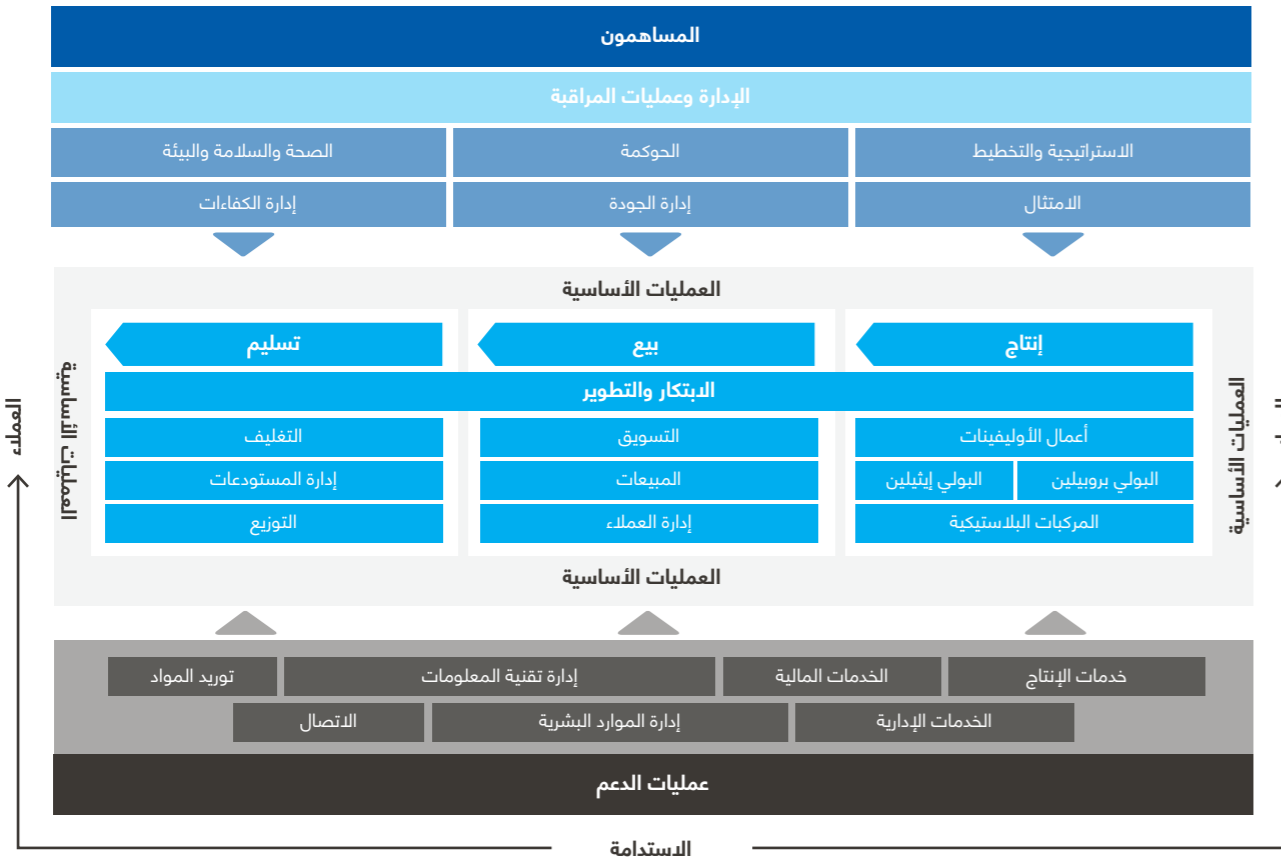 المساهمون
الإدارة وعمليات المراقبة
الاستراتيجية والتخطيط
الحوكمة
الصحة والسلامة والبيئة
الامتثال
إدارة الجودة
إدارة الكفاءات
العمليات الأساسية
العمليات الأساسية
إنتاج
بيع
تسليم
الابتكار والتطوير
أعمال الأوليفينات
التسويق
التغليف
البولي بروبيلين
البولي إيثيلين
المبيعات
إدارة المستودعات
المركبات البلاستيكية
إدارة العملاء
التوزيع
العمليات الأساسية
العملاء
العمليات الأساسية
خدمات الإنتاج
الخدمات المالية
إدارة تقنية المعلومات
توريد المواد
الخدمات الإدارية
إدارة الموارد البشرية
الاتصال
عمليات الدعم
الاستدامة